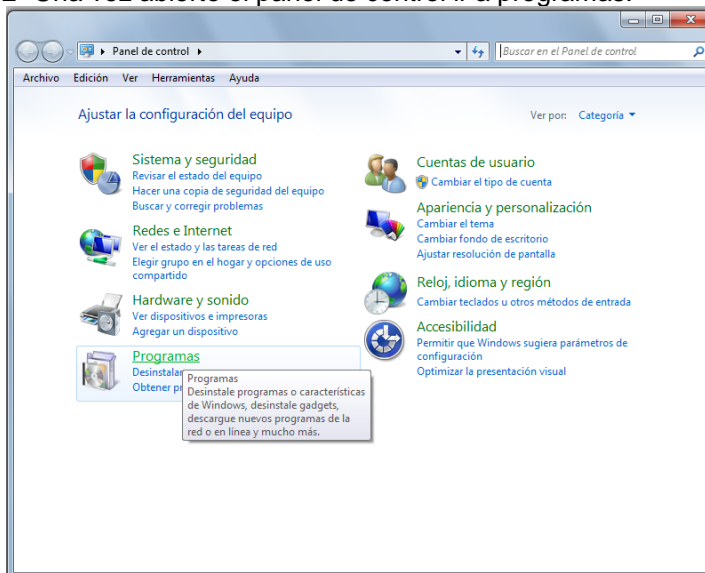 Una vez abierto el panel de control ir a programas.
Panel de control
Buscar en el Panel de control
Archivo Edición Ver Herramientas Ayuda
Ajustar la configuración del equipo
Ver por: Categoría
Sistema y seguridad
Revisar el estado del equipo
Hacer una copia de seguridad del equipo
Buscar y corregir problemas
Redes e Internet
Ver el estado y las tareas de red
Elegir grupo en el hogar y opciones de uso
compartido
Hardware y sonido
Ver dispositivos e impresoras
Agregar un dispositivo
Programas
Desinstalar
Obtener pr
Programas
Desinstale programas o características
de Windows, desinstale gadgets,
descargue nuevos programas de la
red o en línea y mucho más.
Cuentas de usuario
Cambiar el tipo de cuenta
Apariencia y personalización
Cambiar el tema
Cambiar fondo de escritorio
Ajustar resolución de pantalla
Reloj, idioma y región
Cambiar teclados u otros métodos de entrada
Accesibilidad
Permitir que Windows sugiera parámetros de
configuración
Optimizar la presentación visual